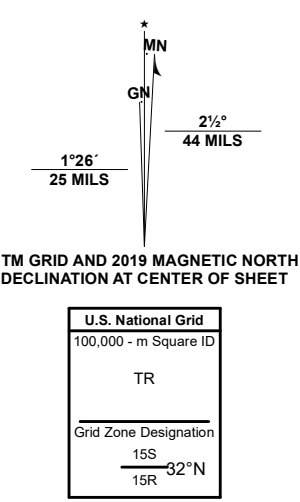 ★
MN
GN
2½°
44 MILS
1°26´
25 MILS
TM GRID AND 2019 MAGNETIC NORTH
DECLINATION AT CENTER OF SHEET
U.S. National Grid
100,000 - m Square ID
TR
Grid Zone Designation
15S
32°N
15R